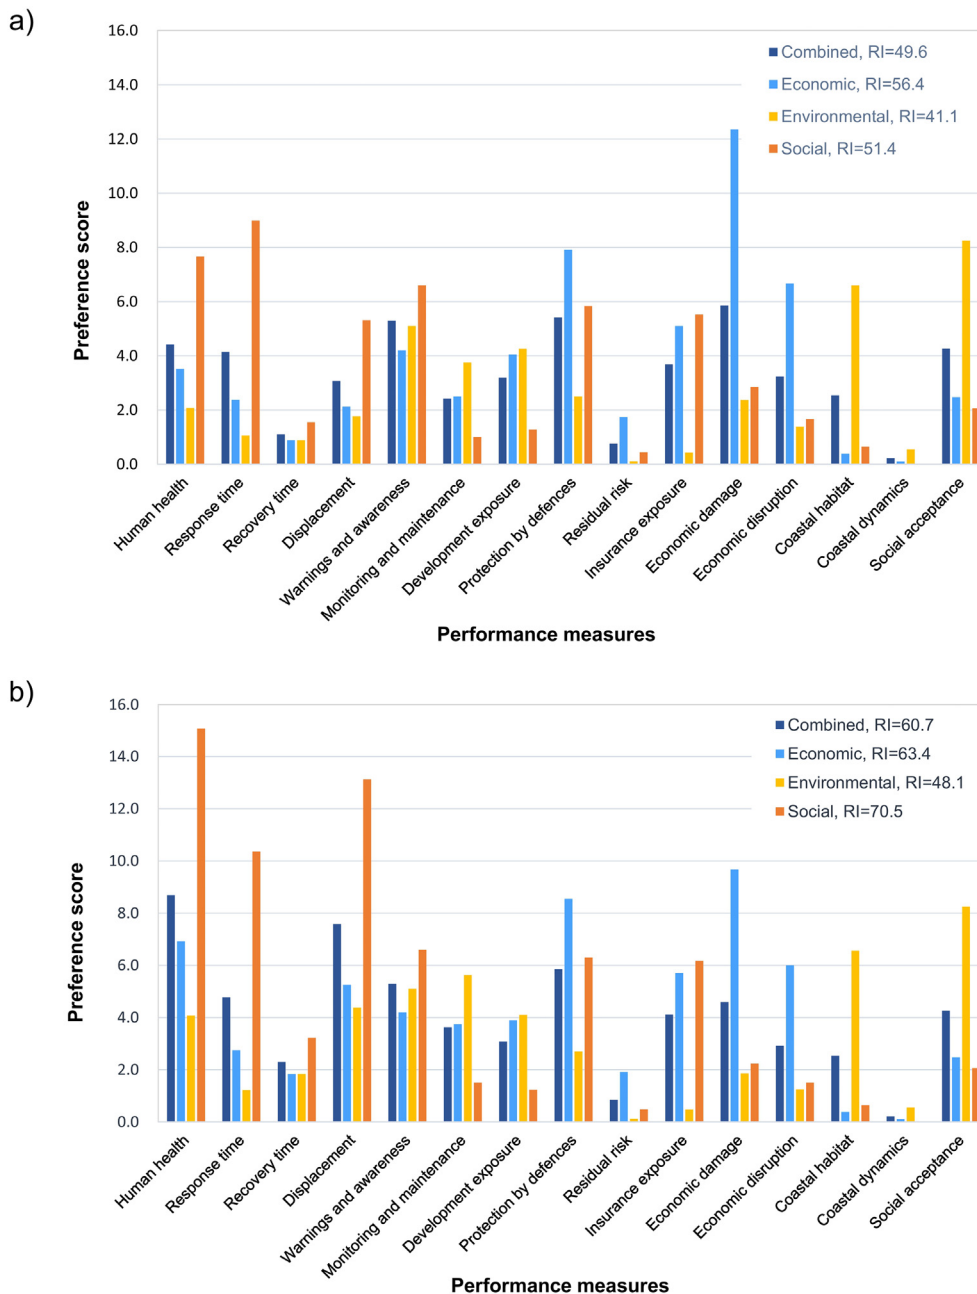 a)
16.0
14.0
12.0
10.0
8.0
6.0
4.0
2.0
0.0
Preference score
Combined, RI=49.6
Economic, RI=56.4
Environmental, RI=41.1
Social, RI=51.4
Human health
Response time
Recovery time
Displacement
Warnings and awareness
Monitoring and maintenance
Development exposure
Protection by defences
Residual risk
Insurance exposure
Economic damage
Economic disruption
Coastal habitat
Coastal dynamics
Social acceptance
Performance measures
b)
16.0
14.0
12.0
10.0
8.0
6.0
4.0
2.0
0.0
Preference score
Combined, RI=60.7
Economic, RI=63.4
Environmental, RI=48.1
Social, RI=70.5
Human health
Response time
Recovery time
Displacement
Warnings and awareness
Monitoring and maintenance
Development exposure
Protection by defences
Residual risk
Insurance exposure
Economic damage
Economic disruption
Coastal habitat
Coastal dynamics
Social acceptance
Performance measures